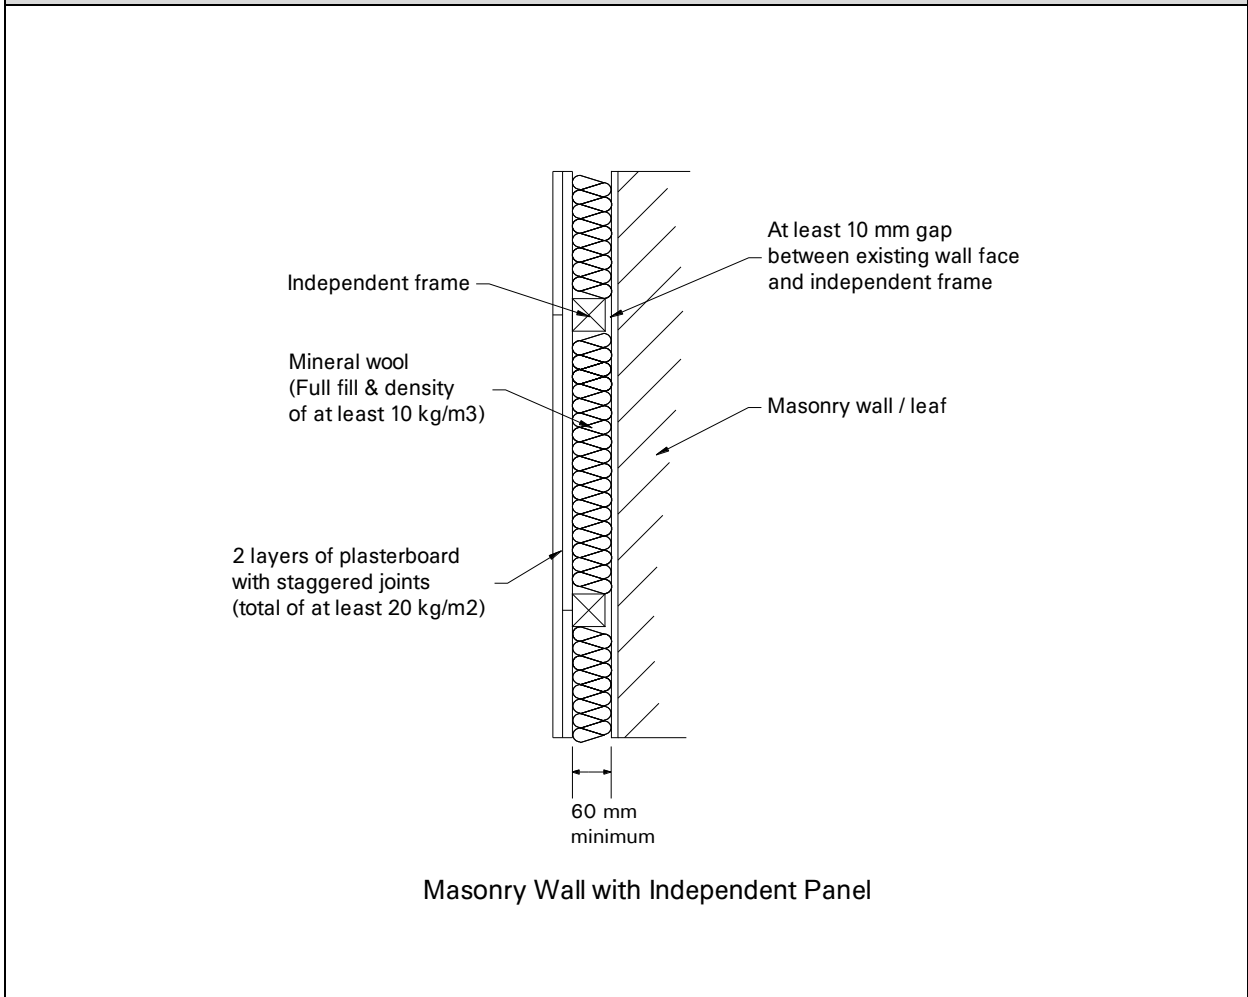 Independent frame
Mineral wool
(Full fill & density
of at least 10 kg/m3)
2 layers of plasterboard
with staggered joints
(total of at least 20 kg/m2)
At least 10 mm gap
between existing wall face
and independent frame
Masonry wall / leaf
60 mm
minimum
Masonry Wall with Independent Panel